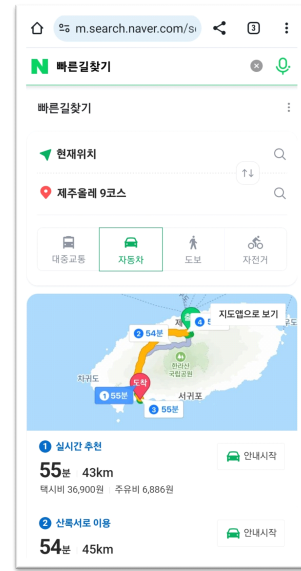 m.search.naver.com/s
3
N 빠른길찾기
빠른길찾기
현재위치
제주올레 9코스
대중교통 자동차 도보 자전거
지도앱으로 보기
2 54분
4
한라산
국립공원
차귀도
도착
1 55분
서귀포
3 55분
1 실시간 추천
55분 43km
안내시작
택시비 36,900원 주유비 6,886원
2 산록서로 이용
54분 45km
안내시작